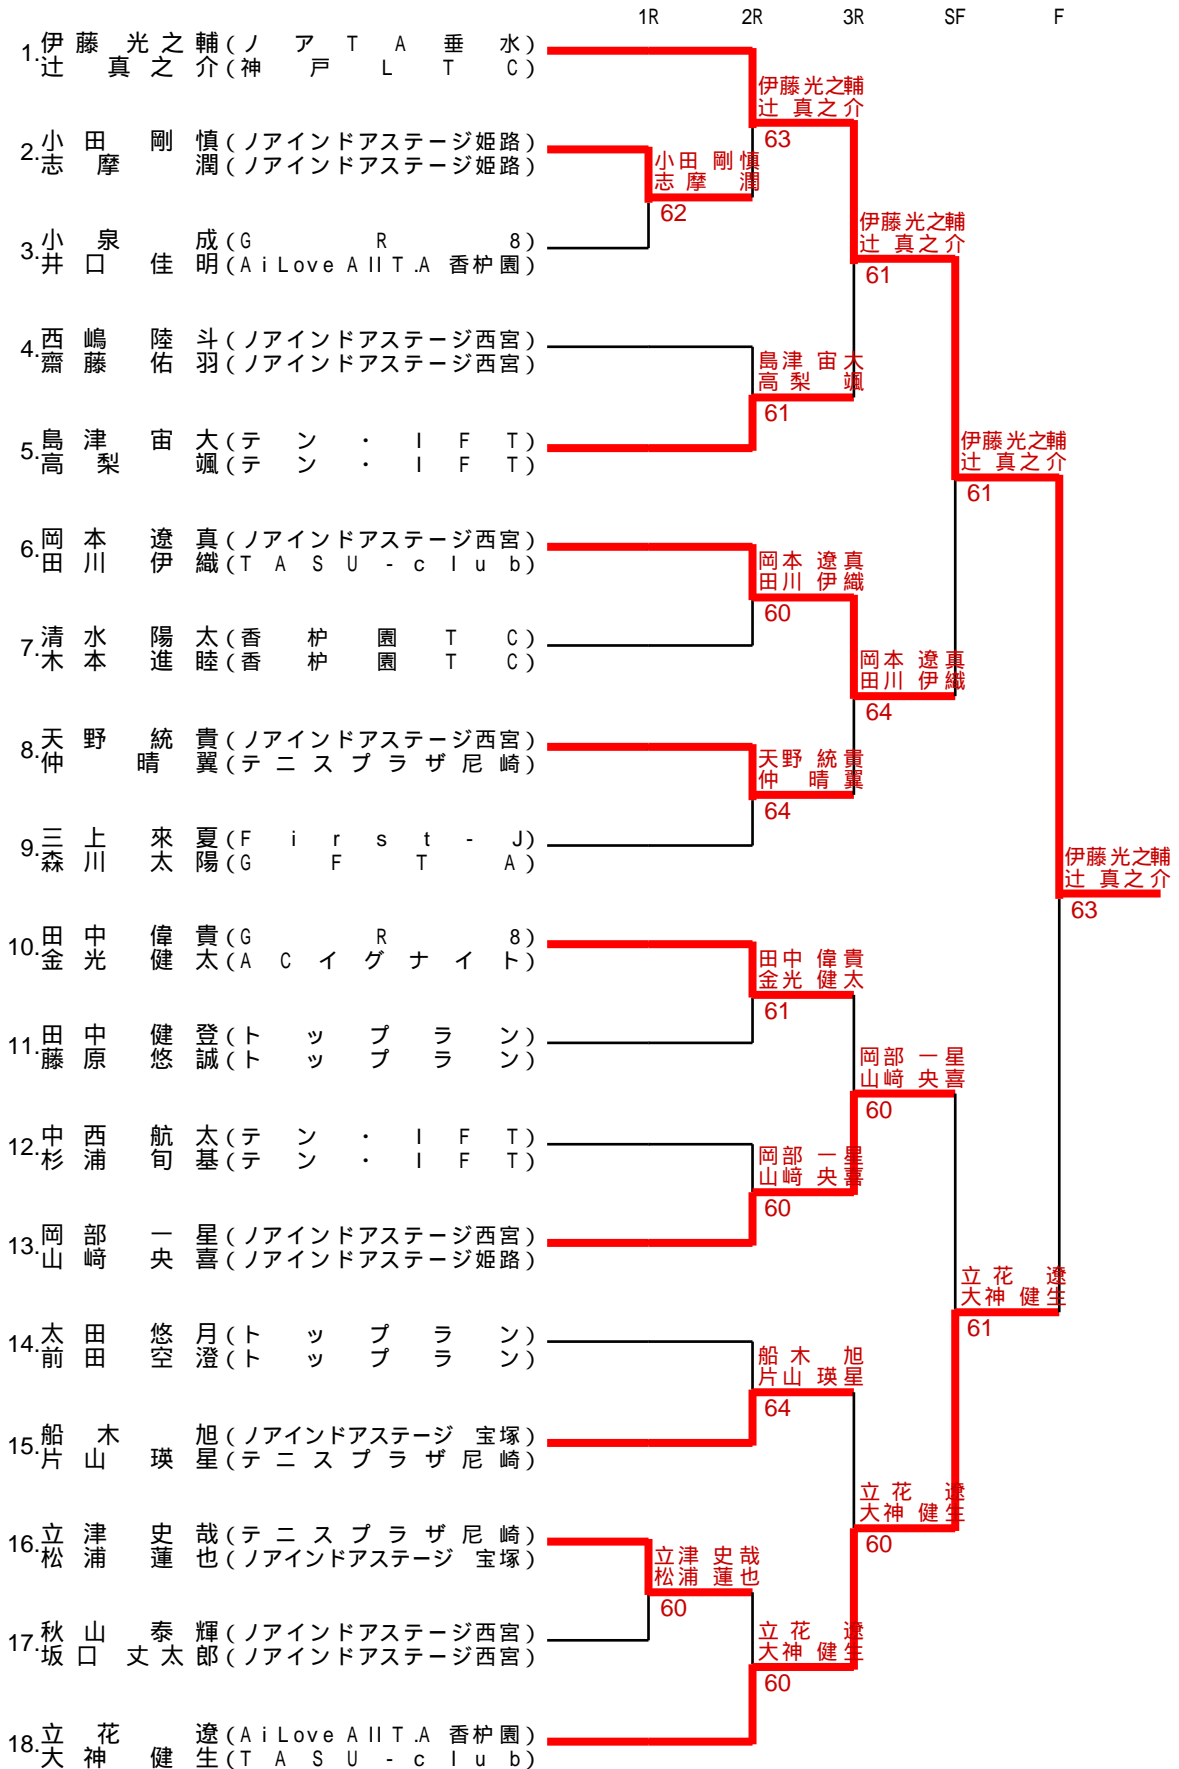 1R 2R 3R SF F
1. 伊藤 光之輔 (ノアTA垂水)
辻 真之介 (神戸LTC)
伊藤 光之輔
辻 真之介
63
2. 小田 剛慎 (ノアインドアステージ姫路)
志摩 潤 (ノアインドアステージ姫路)
小田 剛慎
志摩 潤
62
3. 小泉 成 (GR8)
井口 佳明 (AiLove AllT.A 香枦園)
伊藤 光之輔
辻 真之介
61
4. 西嶋 陸斗 (ノアインドアステージ西宮)
齋藤 佑羽 (ノアインドアステージ西宮)
島津 宙大
高梨 颯
61
5. 島津 宙大 (テン・IFT)
高梨 颯 (テン・IFT)
伊藤 光之輔
辻 真之介
61
6. 岡本 遼真 (ノアインドアステージ西宮)
田川 伊織 (TASU-club)
岡本 遼真
田川 伊織
60
7. 清水 陽太 (香枦園TC)
木本 進睦 (香枦園TC)
岡本 遼真
田川 伊織
64
8. 天野 統貴 (ノアインドアステージ西宮)
仲 晴翼 (テニスプラザ尼崎)
天野 統貴
仲 晴翼
64
9. 三上 來夏 (First-J)
森川 太陽 (GFTA)
伊藤 光之輔
辻 真之介
63
10. 田中 偉貴 (GR8)
金光 健太 (ACイグナイト)
田中 偉貴
金光 健太
61
11. 田中 健登 (トップラン)
藤原 悠誠 (トップラン)
岡部 一星
山﨑 央喜
60
12. 中西 航太 (テン・IFT)
杉浦 旬基 (テン・IFT)
岡部 一星
山﨑 央喜
60
13. 岡部 一星 (ノアインドアステージ西宮)
山﨑 央喜 (ノアインドアステージ姫路)
立花 遼
大神 健生
61
14. 太田 悠月 (トップラン)
前田 空澄 (トップラン)
船木 旭
片山 瑛星
64
15. 船木 旭 (ノアインドアステージ 宝塚)
片山 瑛星 (テニスプラザ尼崎)
立花 遼
大神 健生
60
16. 立津 史哉 (テニスプラザ尼崎)
松浦 蓮也 (ノアインドアステージ 宝塚)
立津 史哉
松浦 蓮也
60
17. 秋山 泰輝 (ノアインドアステージ西宮)
坂口 丈太郎 (ノアインドアステージ西宮)
立花 遼
大神 健生
60
18. 立花 遼 (AiLove AllT.A 香枦園)
大神 健生 (TASU-club)